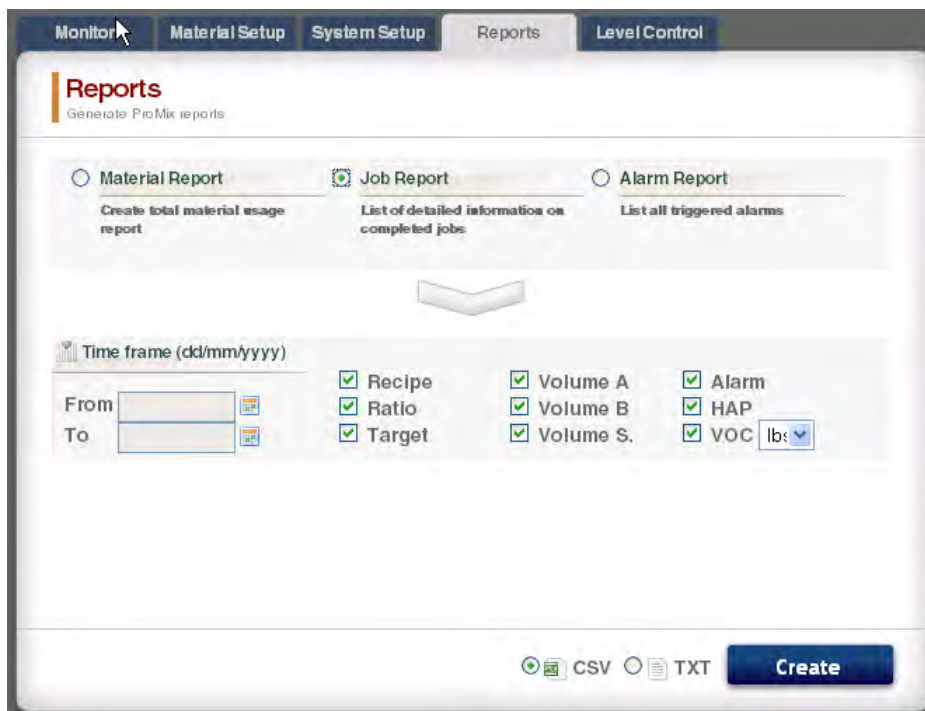 Monitor Material Setup System Setup Reports Level Control
Reports
Generate ProMix reports
Material Report Job Report Alarm Report
Create total material usage report
List of detailed information on completed jobs
List all triggered alarms
Time frame (dd/mm/yyyy)
From
To
Recipe Volume A Alarm
Ratio Volume B HAP
Target Volume S. VOC lbs
CSV TXT Create